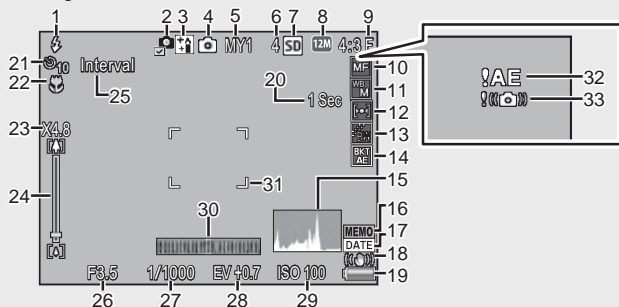 1 2 3 4 5 6 7 8 9
MY1 4 SD 12M 4:3 F
21 10 Interval MF 10
22 25 20 1 Sec WB M 11
!AE 32
! 33
12
23 X4.8 13
BKT AE 14
31 15
24 30 MEMO 16
DATE 17
18
19
F3.5 1/1000 EV +0.7 ISO 100
26 27 28 29